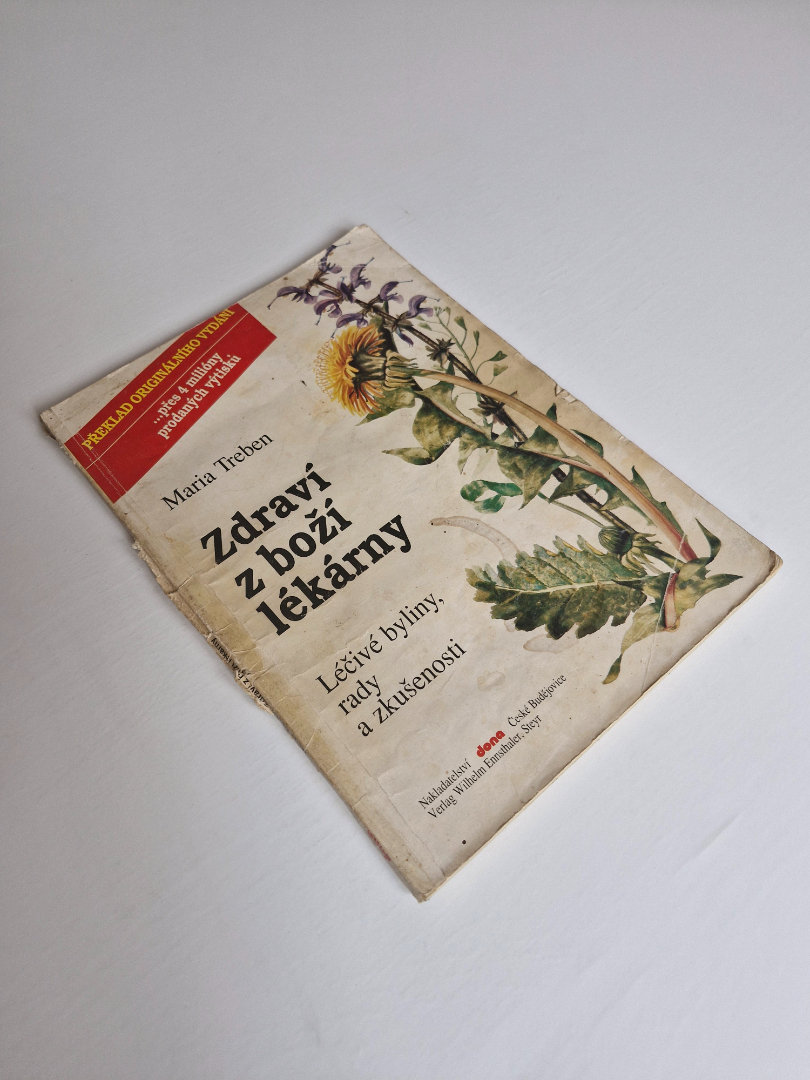 PŘEKLAD ORIGINÁLNÍHO VYDÁNÍ
...přes 4 milióny
prodaných výtisků
Maria Treben
Zdraví
z boží
lékárny
Léčivé byliny,
rady
a zkušenosti
Nakladatelství dona České Budějovice
Verlag Wilhelm Ennsthaler, Steyr